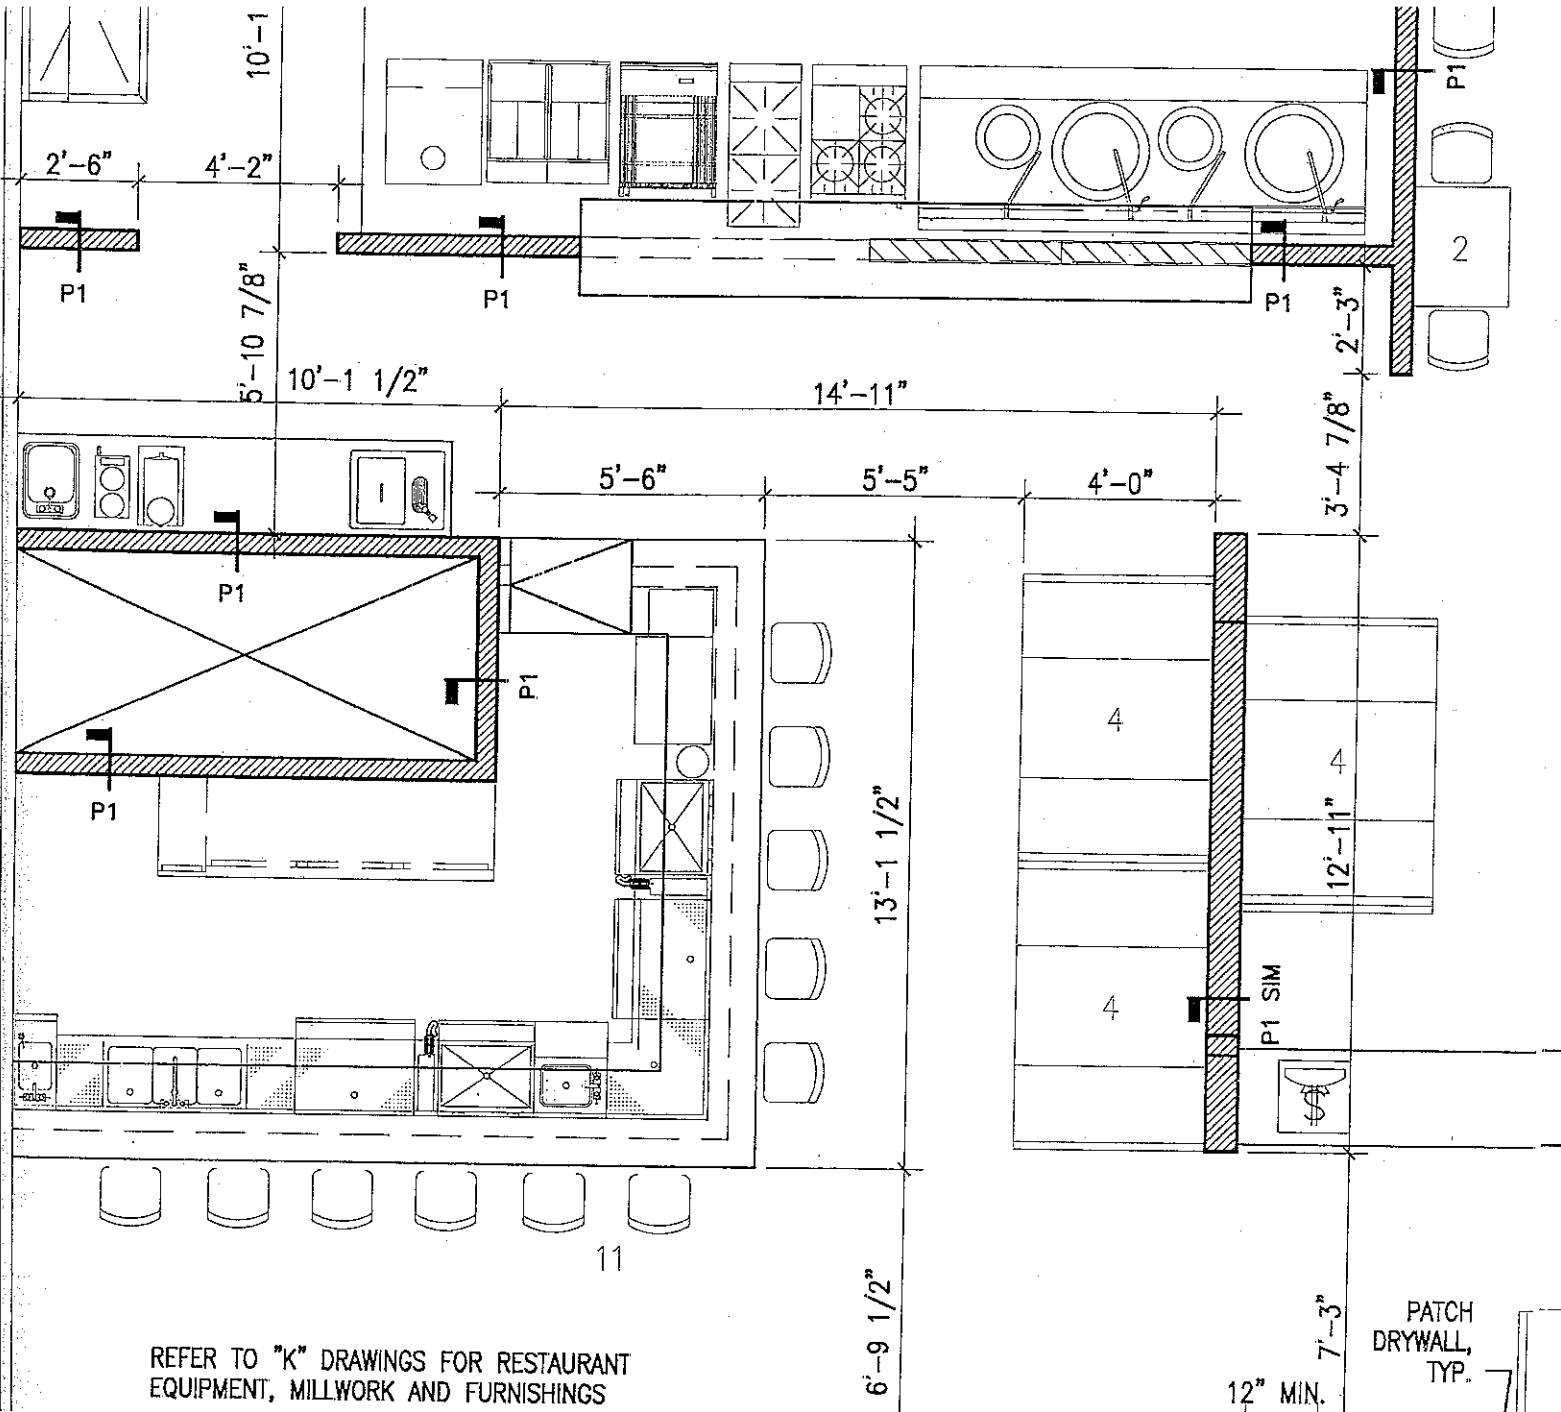 10'-1
P1
2'-6"
4'-2"
P1
P1
P1
2
5'-10 7/8"
2'-3"
10'-1 1/2"
14'-11"
3'-4 7/8"
5'-6"
5'-5"
4'-0"
P1
P1
P1
4
4
13'-1 1/2"
12'-11"
4
P1 SIM
$
11
6'-9 1/2"
7'-3"
PATCH
DRYWALL,
TYP.
REFER TO "K" DRAWINGS FOR RESTAURANT
EQUIPMENT, MILLWORK AND FURNISHINGS
12" MIN.